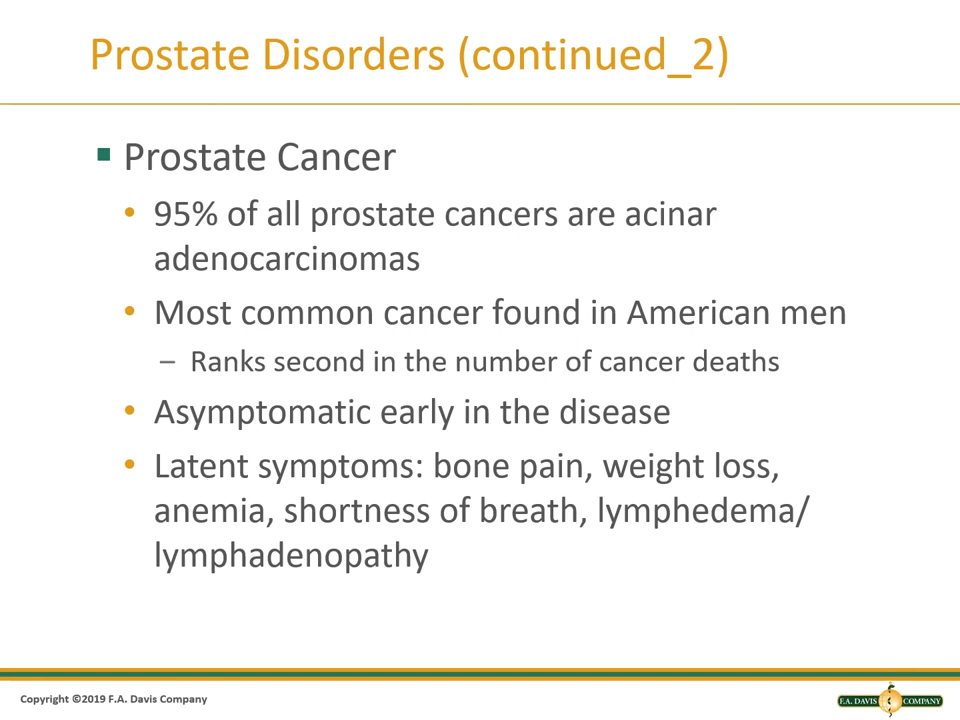 Prostate Disorders (continued_2)
▪ Prostate Cancer
• 95% of all prostate cancers are acinar
adenocarcinomas
• Most common cancer found in American men
– Ranks second in the number of cancer deaths
• Asymptomatic early in the disease
• Latent symptoms: bone pain, weight loss,
anemia, shortness of breath, lymphedema/
lymphadenopathy
Copyright ©2019 F.A. Davis Company
F.A. DAVIS COMPANY